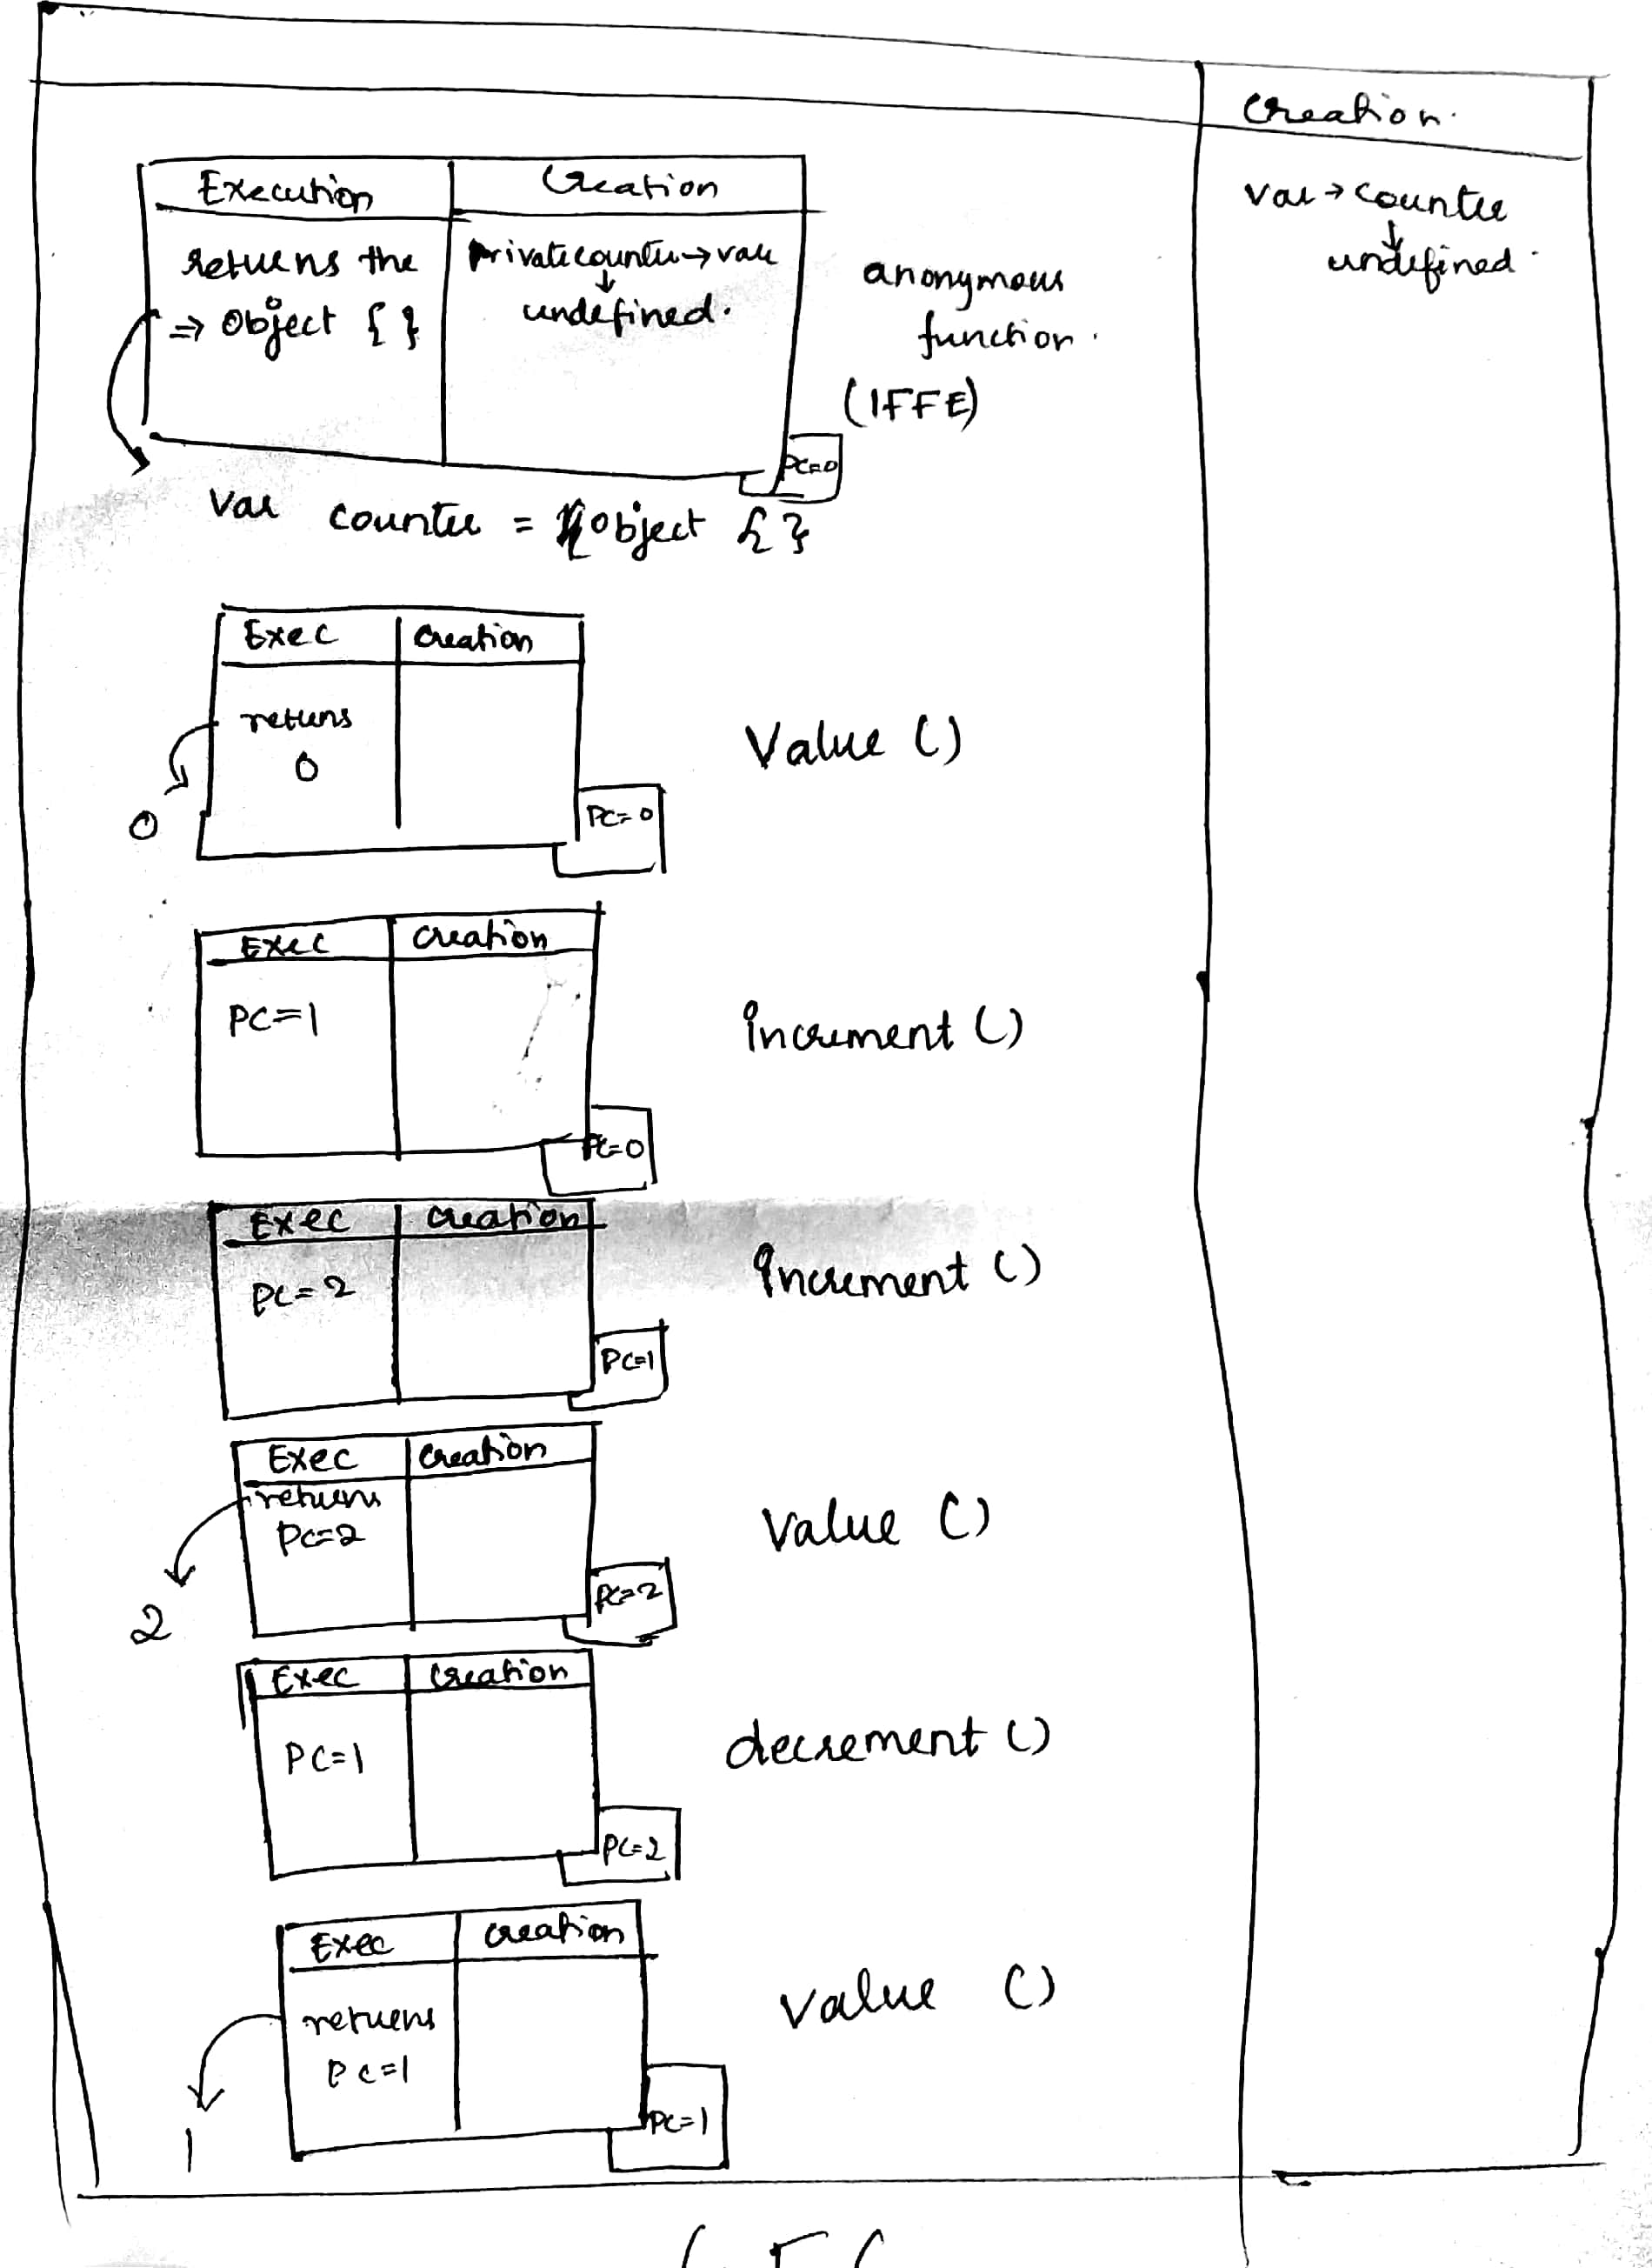 Creation.
var → counter
↓
undefined.
Execution Creation
returns the
⇒ object { }
privatecounter → var
↓
undefined.
anonymous
function.
(IFFE)
PC=0
Var counter = object { }
Exec Creation
returns
0
0
PC=0
Value ()
Exec Creation
PC=1
PC=0
increment ()
Exec Creation
PC=2
PC=1
increment ()
Exec Creation
returns
PC=2
2
PC=2
Value ()
Exec Creation
PC=1
PC=2
decrement ()
Exec Creation
returns
PC=1
1
PC=1
Value ()